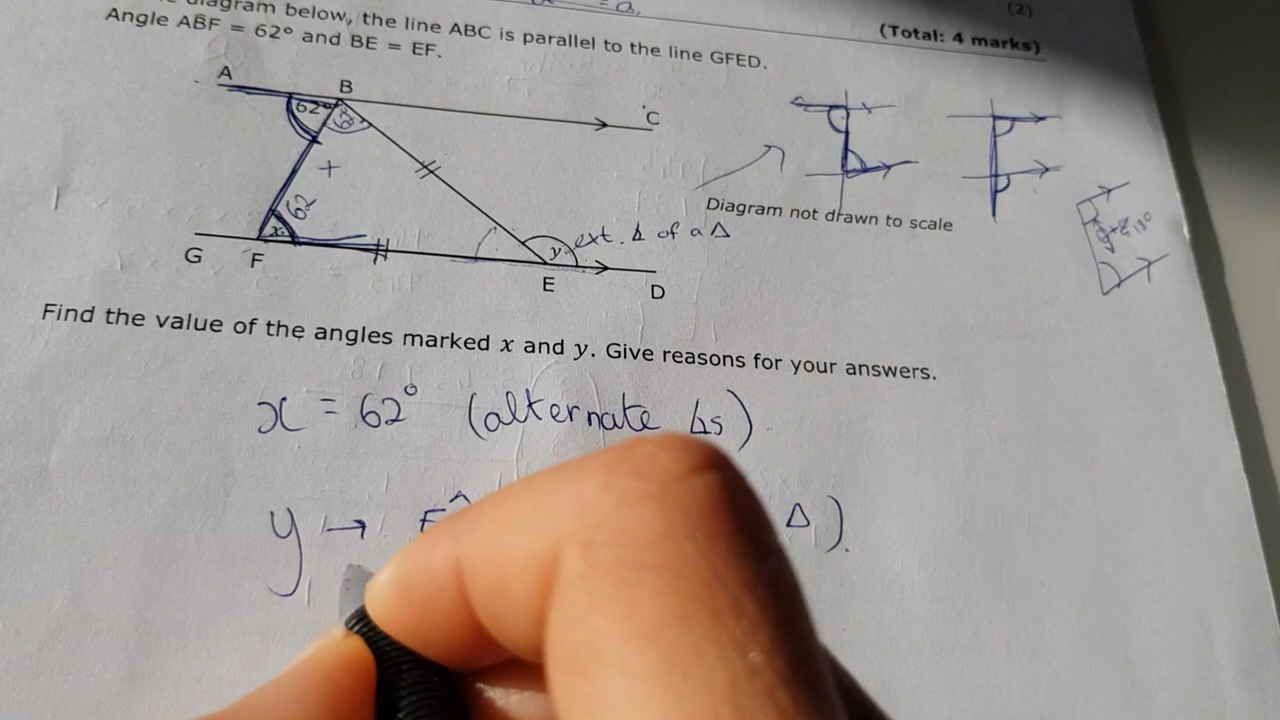 (2)
diagram below, the line ABC is parallel to the line GFED.
(Total: 4 marks)
Angle AB̂F = 62° and BE = EF.
A
B
C
62°
62
x
y
ext. ∠ of a Δ
G
F
E
D
Diagram not drawn to scale
Find the value of the angles marked x and y. Give reasons for your answers.
x = 62° (alternate ∠s).
y → Δ).